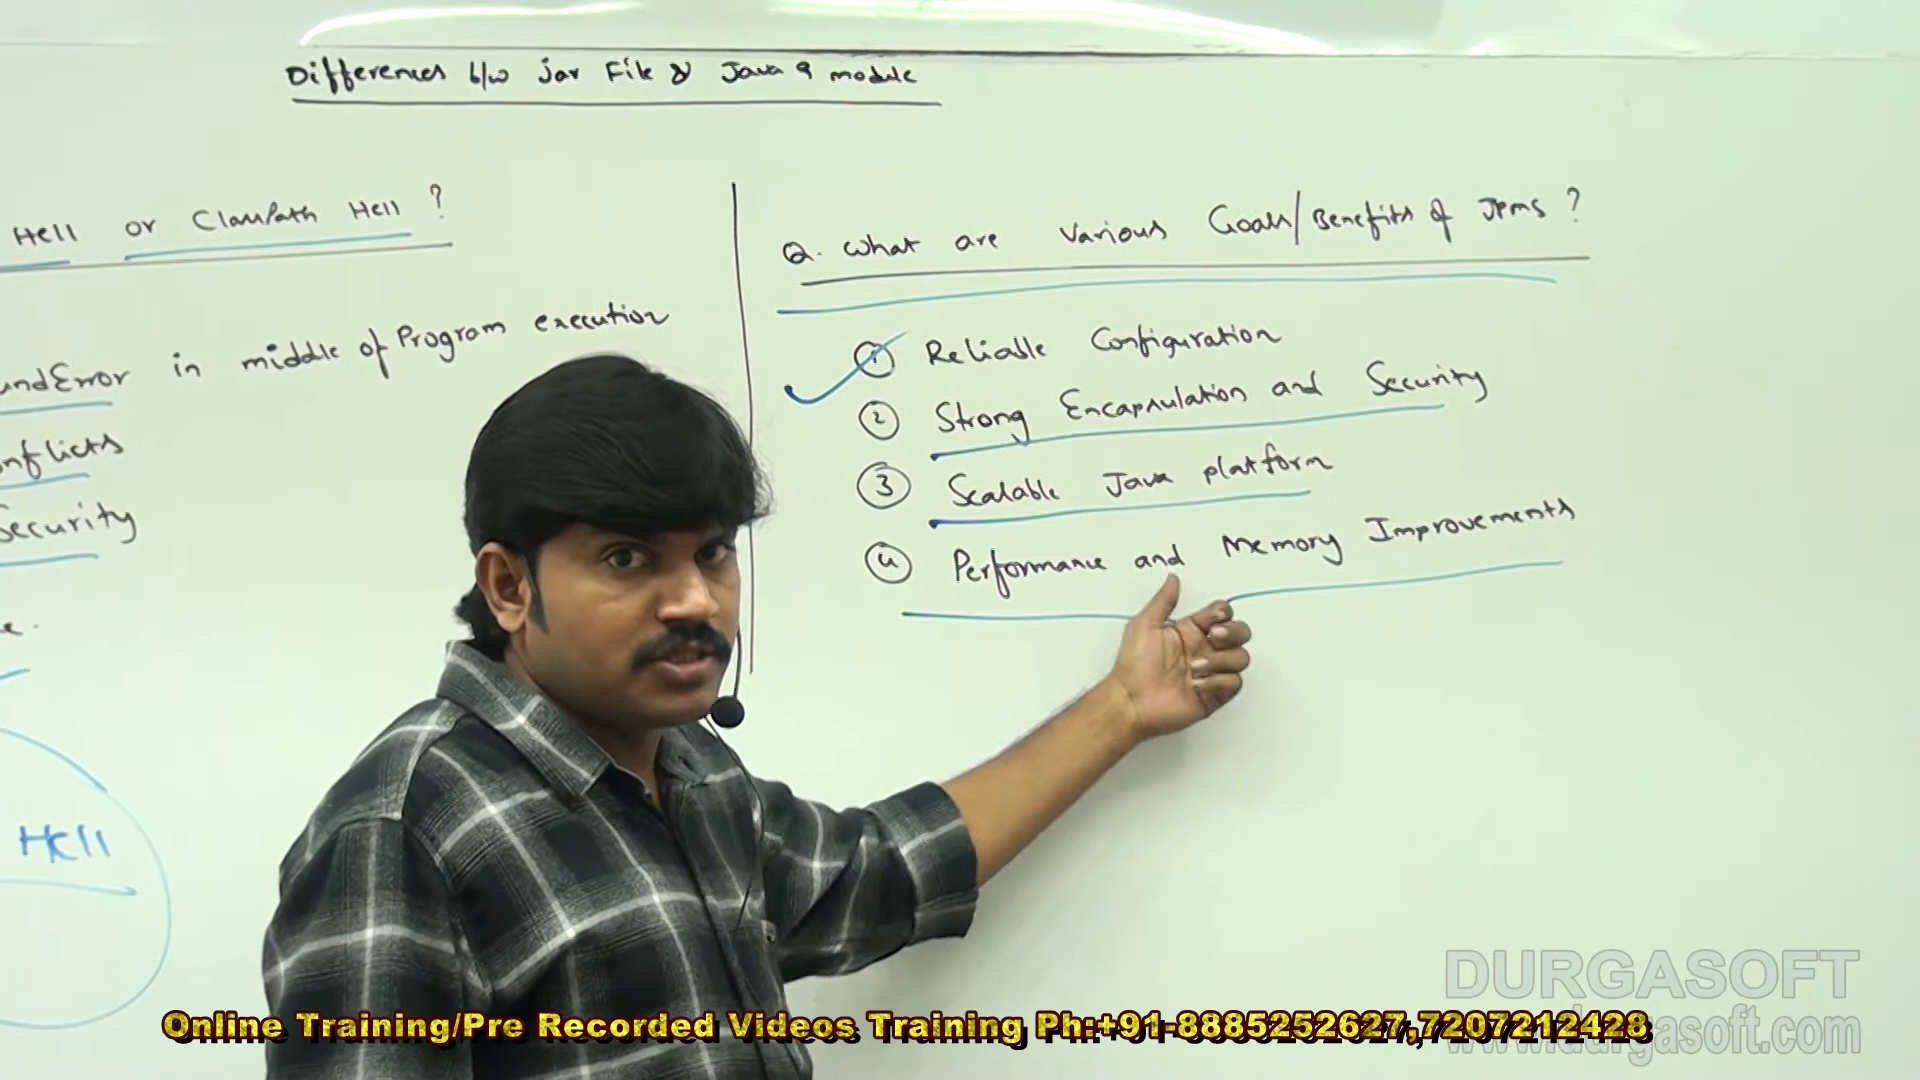 Differences b/w jar File & Java 9 module
Hell or ClassPath Hell ?
in middle of Program execution
undError
nflicts
Security
Hell
Q. What are various Goals/Benefits of JPMS ?
① Reliable Configuration
② Strong Encapsulation and Security
③ Scalable Java platform
④ Performance and Memory Improvements
DURGASOFT
www.durgasoft.com
Online Training/Pre Recorded Videos Training Ph:+91-8885252627,7207212428